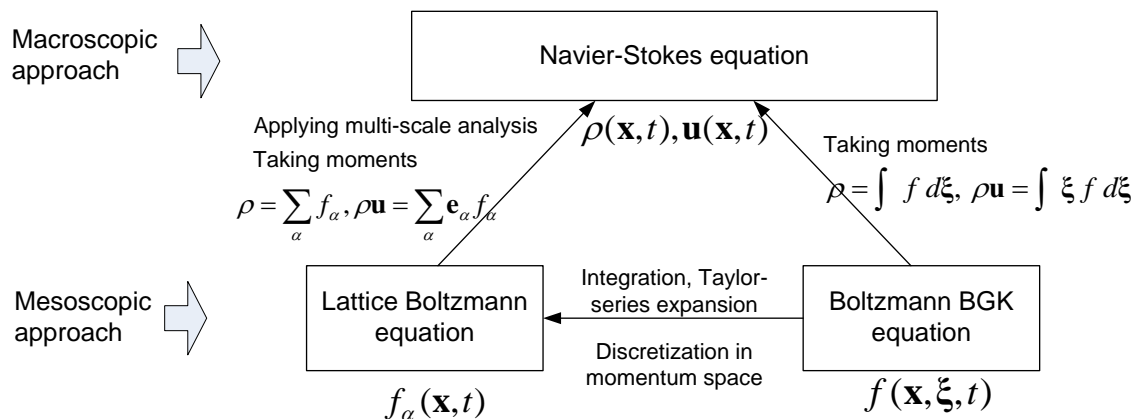 Macroscopic
approach
Navier-Stokes equation
ρ(x,t),u(x,t)
Applying multi-scale analysis
Taking moments
ρ = ∑_α f_α, ρu = ∑_α e_α f_α
Taking moments
ρ = ∫ f dξ, ρu = ∫ ξ f dξ
Mesoscopic
approach
Lattice Boltzmann
equation
f_α(x,t)
Integration, Taylor-
series expansion
Discretization in
momentum space
Boltzmann BGK
equation
f(x,ξ,t)